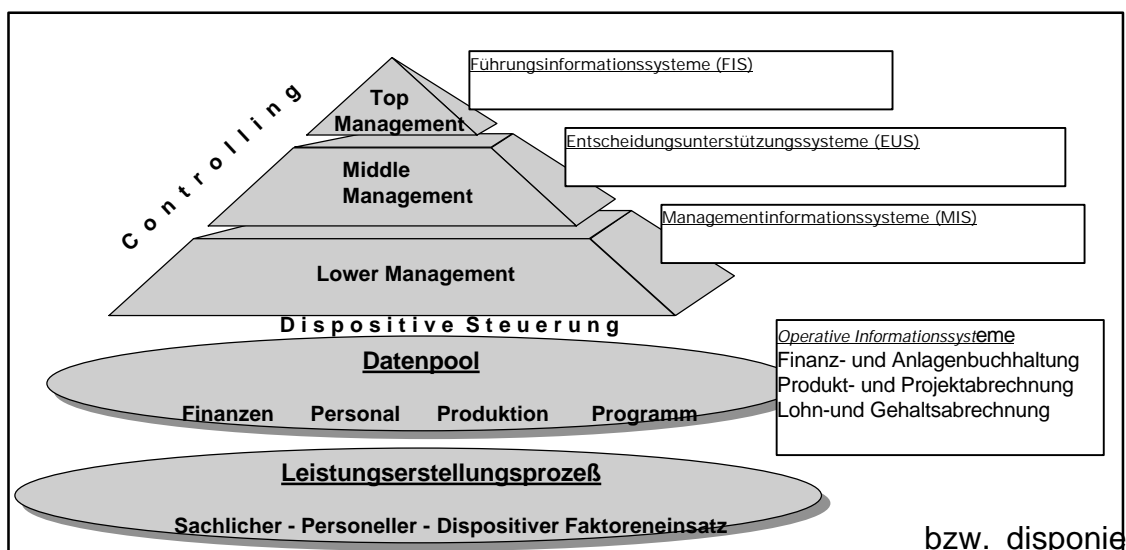 Führungsinformationssysteme (FIS)
Controlling
Top
Management
Entscheidungsunterstützungssysteme (EUS)
Middle
Management
Managementinformationssysteme (MIS)
Lower Management
Dispositive Steuerung
Operative Informationssysteme
Finanz- und Anlagenbuchhaltung
Produkt- und Projektabrechnung
Lohn-und Gehaltsabrechnung
Datenpool
Finanzen Personal Produktion Programm
Leistungserstellungsprozeß
Sachlicher - Personeller - Dispositiver Faktoreneinsatz
bzw. disponie